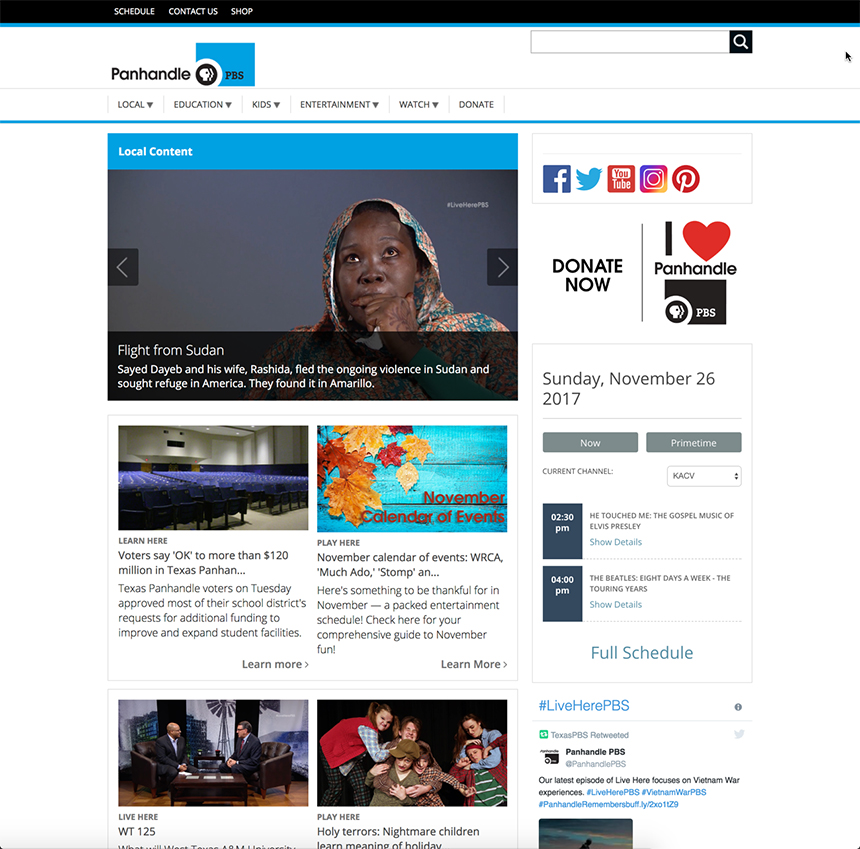 SCHEDULE CONTACT US SHOP
Panhandle PBS
LOCAL EDUCATION KIDS ENTERTAINMENT WATCH DONATE
Local Content
#LiveHerePBS
Flight from Sudan
Sayed Dayeb and his wife, Rashida, fled the ongoing violence in Sudan and
sought refuge in America. They found it in Amarillo.
LEARN HERE
Voters say 'OK' to more than $120
million in Texas Panhan...
Texas Panhandle voters on Tuesday
approved most of their school district's
requests for additional funding to
improve and expand student facilities.
Learn more
November
Calendar of Events
PLAY HERE
November calendar of events: WRCA,
'Much Ado,' 'Stomp' an...
Here's something to be thankful for in
November — a packed entertainment
schedule! Check here for your
comprehensive guide to November
fun!
Learn More
LIVE HERE
WT 125
What will West Texas A&M University
PLAY HERE
Holy terrors: Nightmare children
learn meaning of holiday
You
Tube
DONATE
NOW
I
Panhandle
PBS
Sunday, November 26
2017
Now Primetime
CURRENT CHANNEL: KACV
02:30
pm
HE TOUCHED ME: THE GOSPEL MUSIC OF
ELVIS PRESLEY
Show Details
04:00
pm
THE BEATLES: EIGHT DAYS A WEEK - THE
TOURING YEARS
Show Details
Full Schedule
#LiveHerePBS
TexasPBS Retweeted
Panhandle PBS
@PanhandlePBS
Our latest episode of Live Here focuses on Vietnam War
experiences. #LiveHerePBS #VietnamWarPBS
#PanhandleRemembersbuff.ly/2xo1tZ9